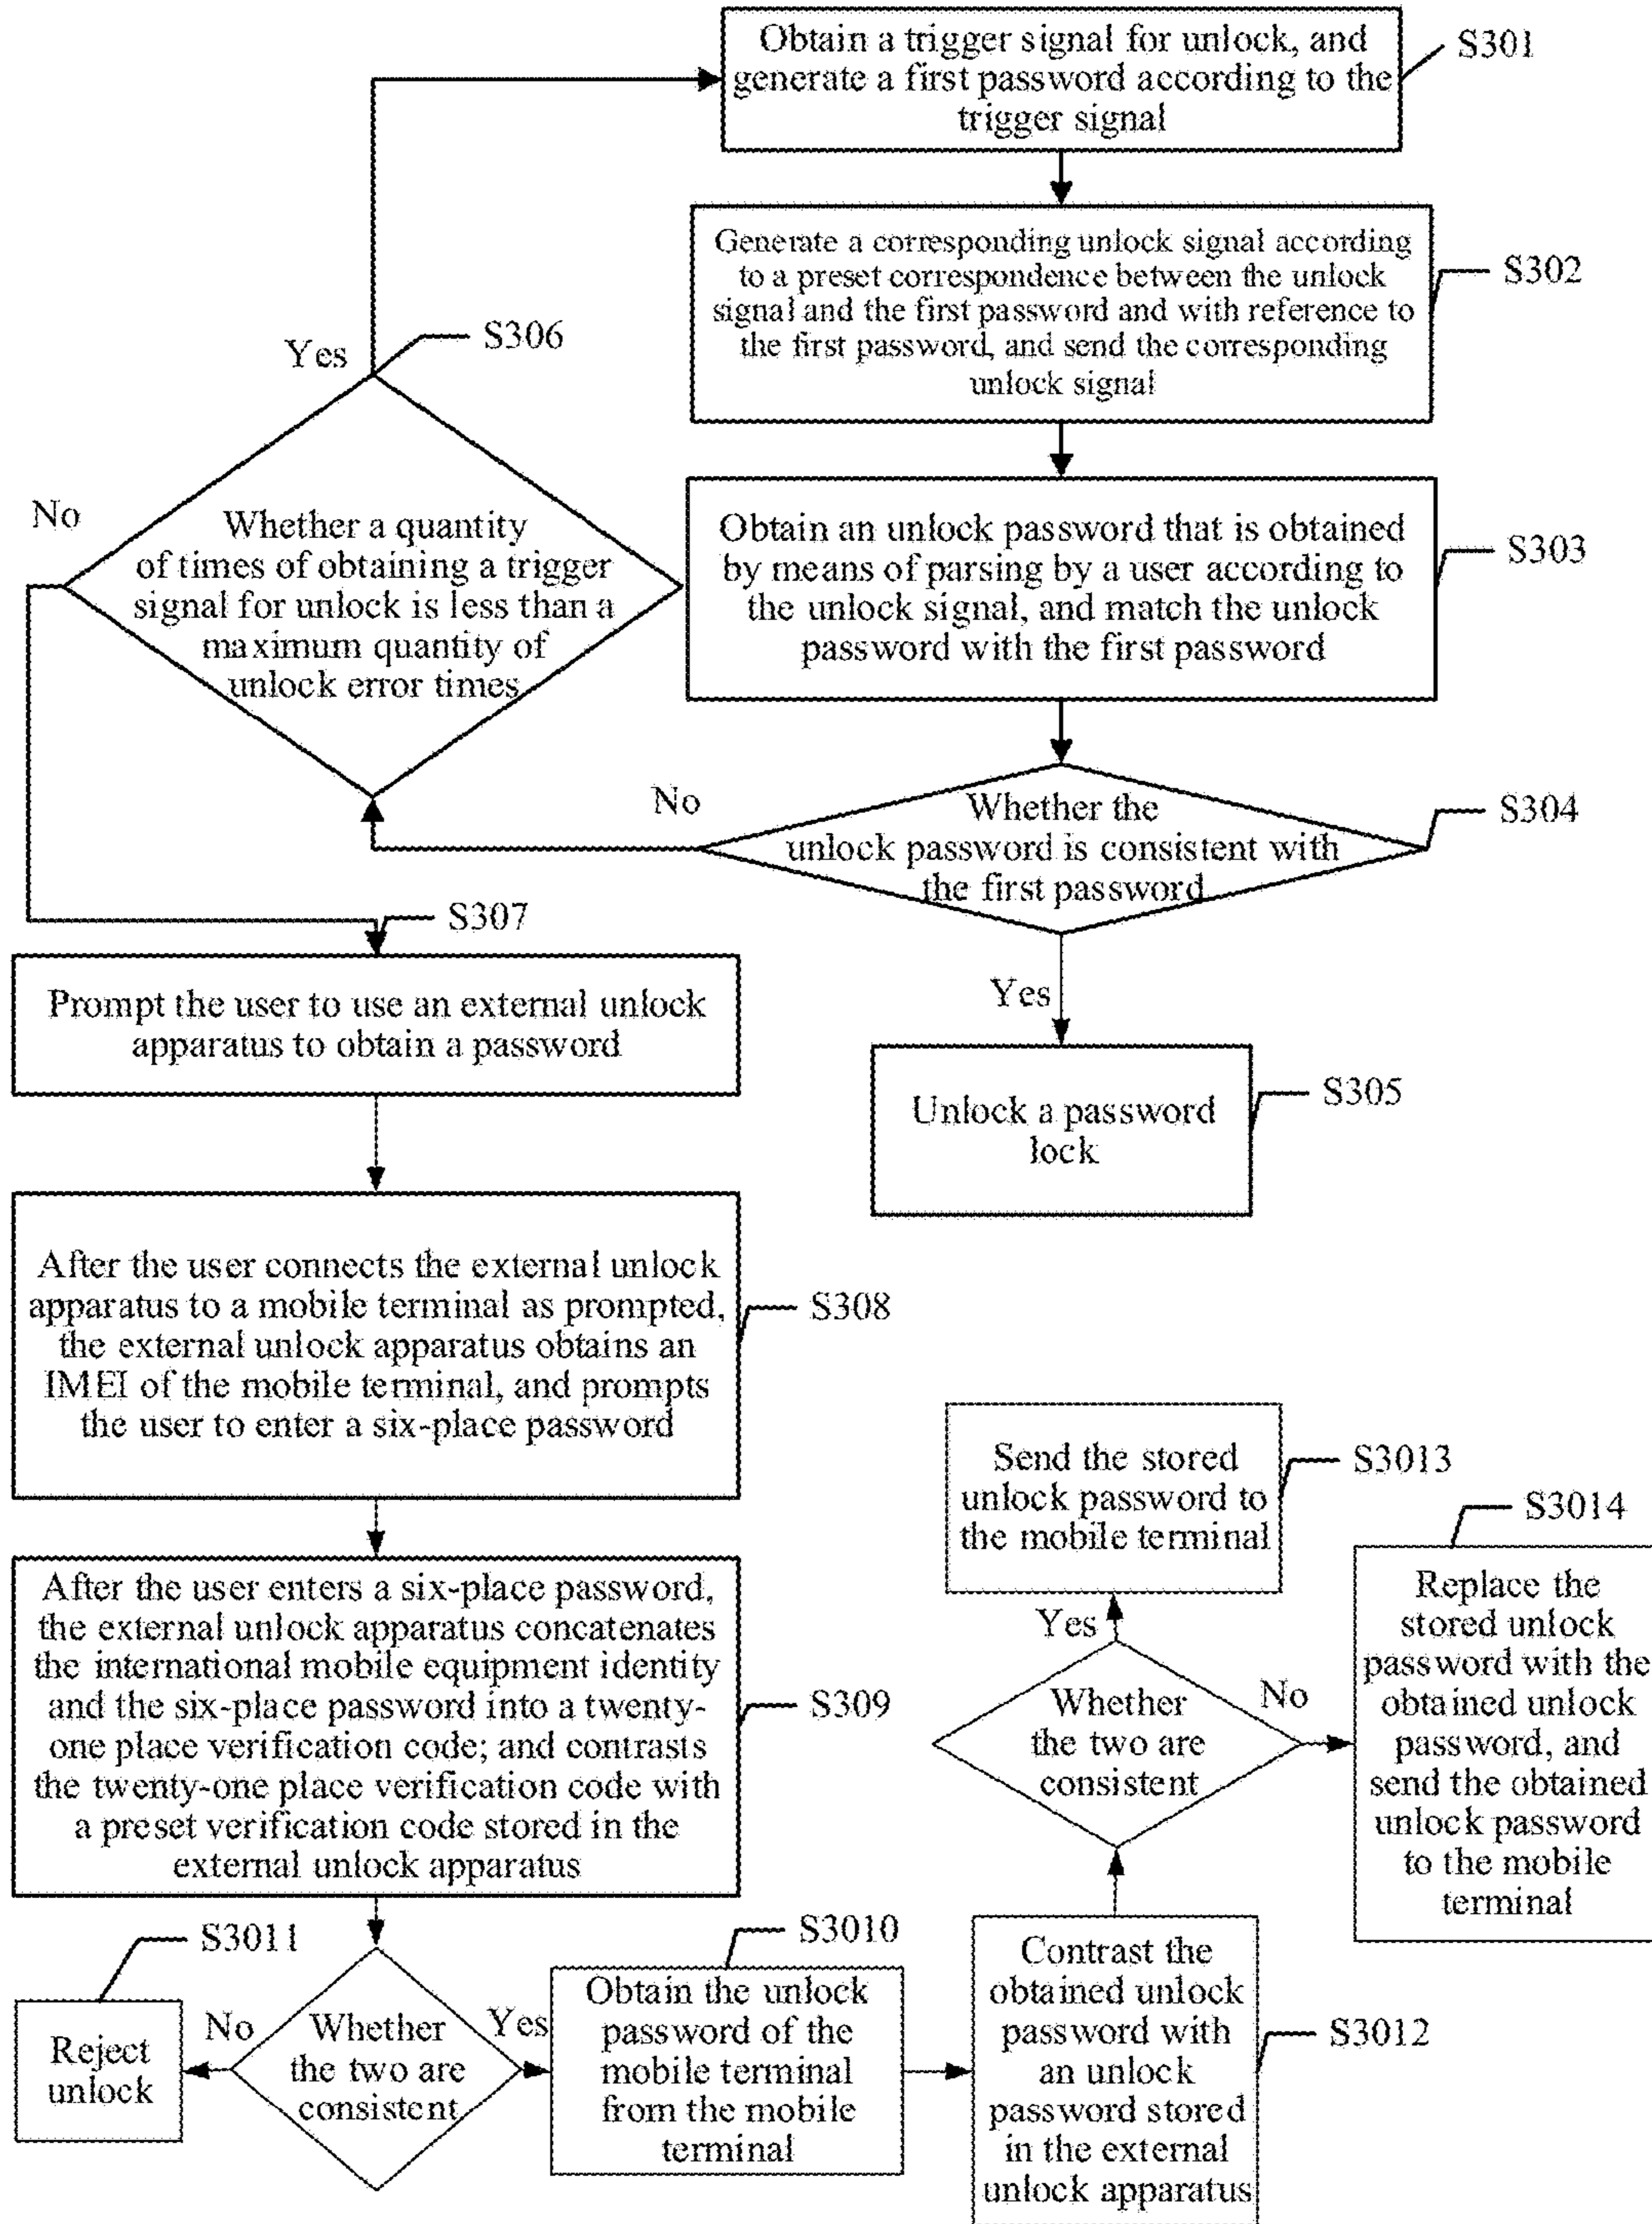 Obtain a trigger signal for unlock, and
generate a first password according to the
trigger signal
S301
Generate a corresponding unlock signal according
to a preset correspondence between the unlock
signal and the first password and with reference to
the first password, and send the corresponding
unlock signal
S302
Yes
S306
No
Whether a quantity
of times of obtaining a trigger
signal for unlock is less than a
maximum quantity of
unlock error times
Obtain an unlock password that is obtained
by means of parsing by a user according to
the unlock signal, and match the unlock
password with the first password
S303
No
Whether the
unlock password is consistent with
the first password
S304
S307
Prompt the user to use an external unlock
apparatus to obtain a password
Yes
Unlock a password
lock
S305
After the user connects the external unlock
apparatus to a mobile terminal as prompted,
the external unlock apparatus obtains an
IMEI of the mobile terminal, and prompts
the user to enter a six-place password
S308
After the user enters a six-place password,
the external unlock apparatus concatenates
the international mobile equipment identity
and the six-place password into a twenty-
one place verification code; and contrasts
the twenty-one place verification code with
a preset verification code stored in the
external unlock apparatus
S309
Send the stored
unlock password to
the mobile terminal
S3013
S3014
Replace the
stored unlock
password with the
obtained unlock
password, and
send the obtained
unlock password
to the mobile
terminal
Yes
Whether
the two are
consistent
No
S3011
Reject
unlock
No
Whether
the two are
consistent
Yes
S3010
Obtain the unlock
password of the
mobile terminal
from the mobile
terminal
Contrast the
obtained unlock
password with
an unlock
password stored
in the external
unlock apparatus
S3012